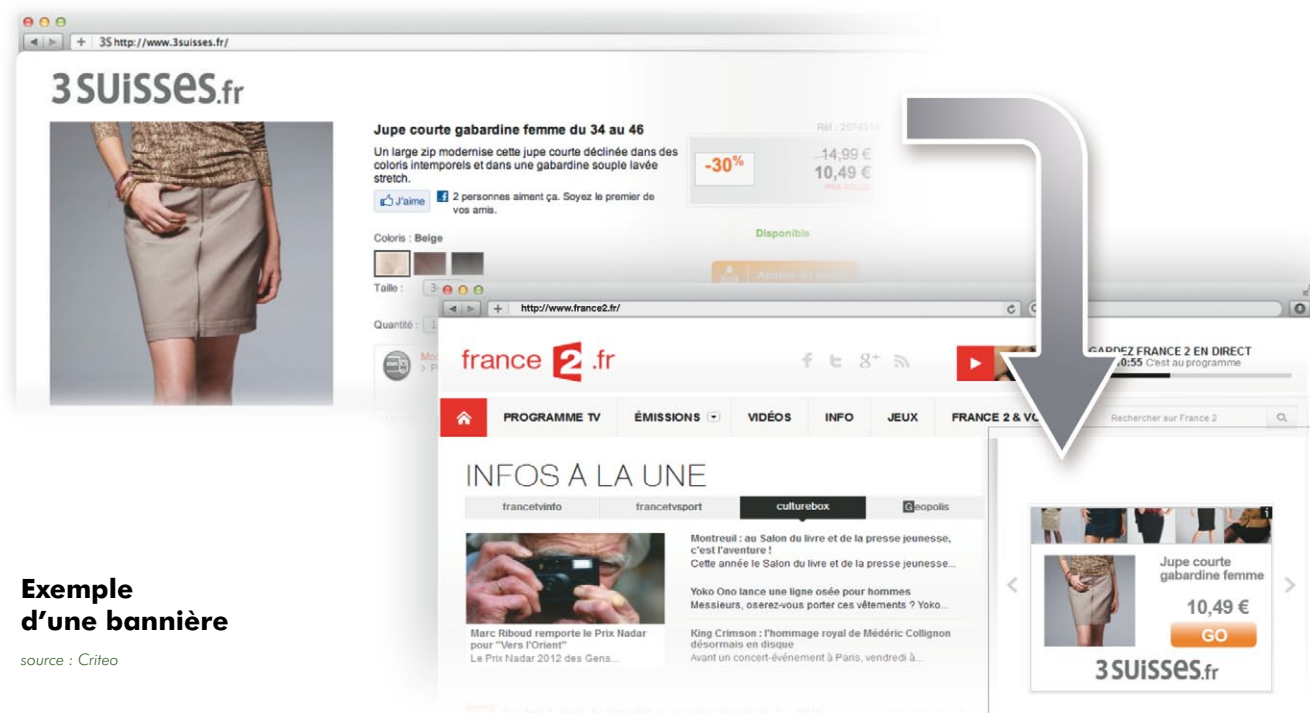 3S http://www.3suisses.fr/
3SUISSES.fr
Jupe courte gabardine femme du 34 au 46
Un large zip modernise cette jupe courte déclinée dans des
coloris intemporels et dans une gabardine souple lavée
stretch.
J'aime
2 personnes aiment ça. Soyez le premier de
vos amis.
Coloris : Beige
Taille :
Quantité :
Réf : 2074210
-30%
14,99 €
10,49 €
Disponible
http://www.france2.fr/
france 2 .fr
FRANCE 2 EN DIRECT
C'est au programme
PROGRAMME TV
ÉMISSIONS
VIDÉOS
INFO
JEUX
FRANCE 2 &
Rechercher sur France 2
INFOS À LA UNE
francetvinfo
francetvsport
culturebox
Geopolis
Marc Riboud remporte le Prix Nadar
pour "Vers l'Orient"
Le Prix Nadar 2012 des Gens...
Montreuil : au Salon du livre et de la presse jeunesse,
c'est l'aventure !
Cette année le Salon du livre et de la presse jeunesse...
Yoko Ono lance une ligne osée pour hommes
Messieurs, oserez-vous porter ces vêtements ? Yoko...
King Crimson : l'hommage royal de Médéric Collignon
désormais en disque
Avant un concert-événement à Paris, vendredi à...
Jupe courte
gabardine femme
10,49 €
GO
3SUISSES.fr
Exemple
d'une bannière
source : Criteo